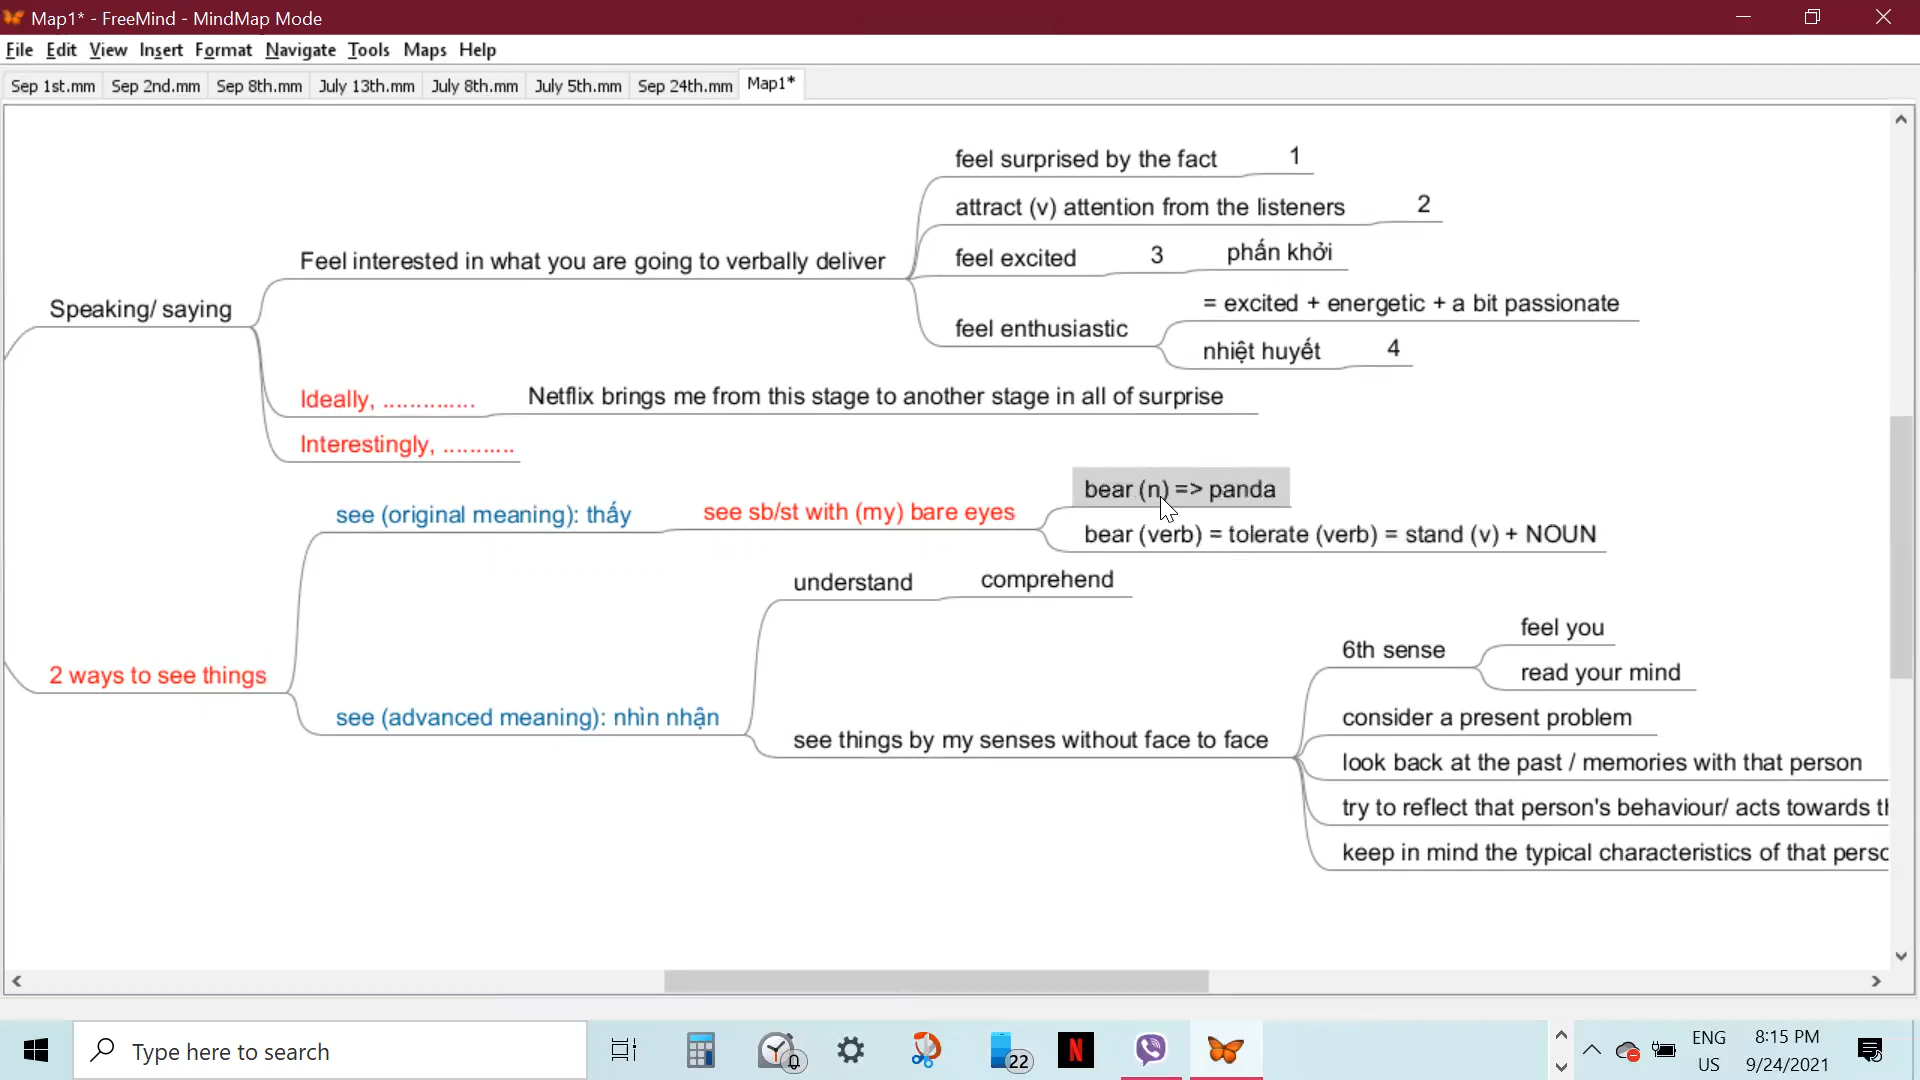 Map1* - FreeMind - MindMap Mode
File Edit View Insert Format Navigate Tools Maps Help
Sep 1st.mm Sep 2nd.mm Sep 8th.mm July 13th.mm July 8th.mm July 5th.mm Sep 24th.mm Map1*
Speaking/ saying
Feel interested in what you are going to verbally deliver
feel surprised by the fact 1
attract (v) attention from the listeners 2
feel excited 3 phấn khởi
feel enthusiastic
= excited + energetic + a bit passionate
nhiệt huyết 4
Ideally, ............. Netflix brings me from this stage to another stage in all of surprise
Interestingly, ...........
2 ways to see things
see (original meaning): thấy
see sb/st with (my) bare eyes
bear (n) => panda
bear (verb) = tolerate (verb) = stand (v) + NOUN
see (advanced meaning): nhìn nhận
understand comprehend
see things by my senses without face to face
6th sense
feel you
read your mind
consider a present problem
look back at the past / memories with that person
try to reflect that person's behaviour/ acts towards
keep in mind the typical characteristics of that
Type here to search
22
N
ENG
US
8:15 PM
9/24/2021